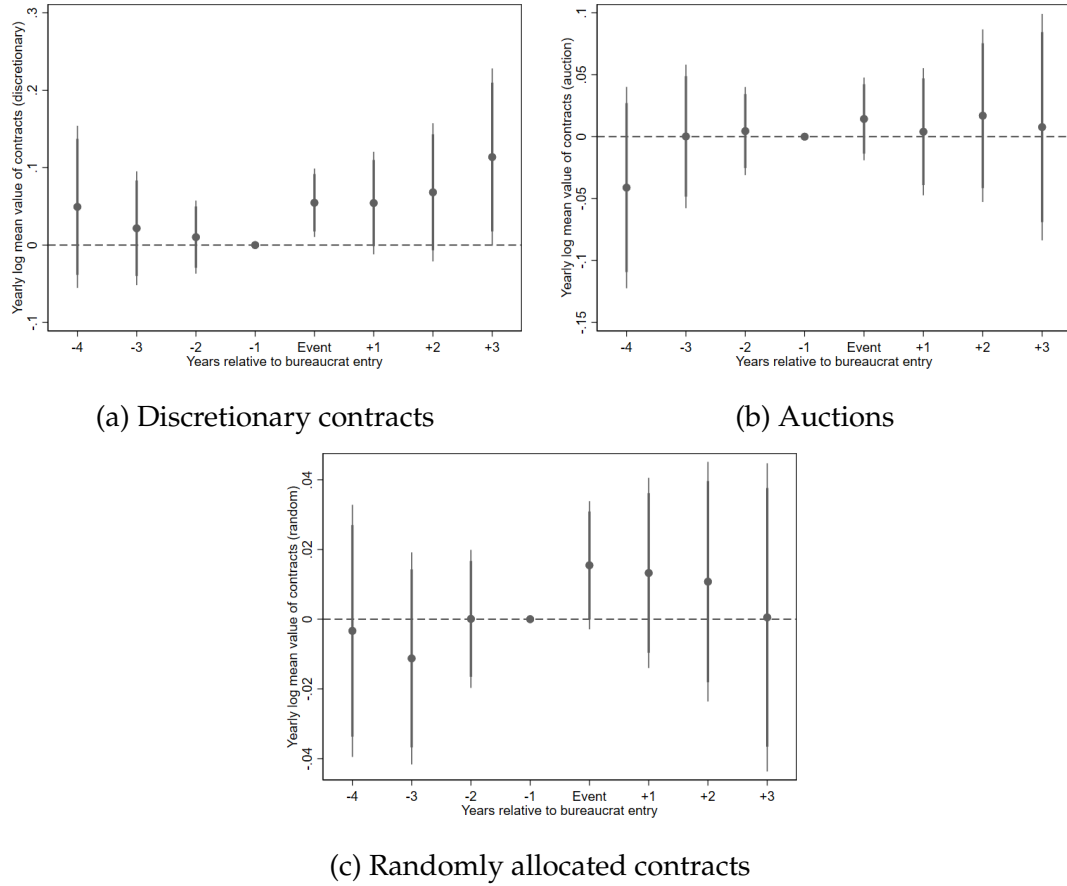 Yearly log mean value of contracts (discretionary)
.3
.2
.1
0
-.1
-4 -3 -2 -1 Event +1 +2 +3
Years relative to bureaucrat entry
(a) Discretionary contracts
Yearly log mean value of contracts (auction)
.1
0.05
0
-0.05
-0.1
-.15
-4 -3 -2 -1 Event +1 +2 +3
Years relative to bureaucrat entry
(b) Auctions
Yearly log mean value of contracts (random)
.04
.02
0
-.02
-.04
-4 -3 -2 -1 Event +1 +2 +3
Years relative to bureaucrat entry
(c) Randomly allocated contracts